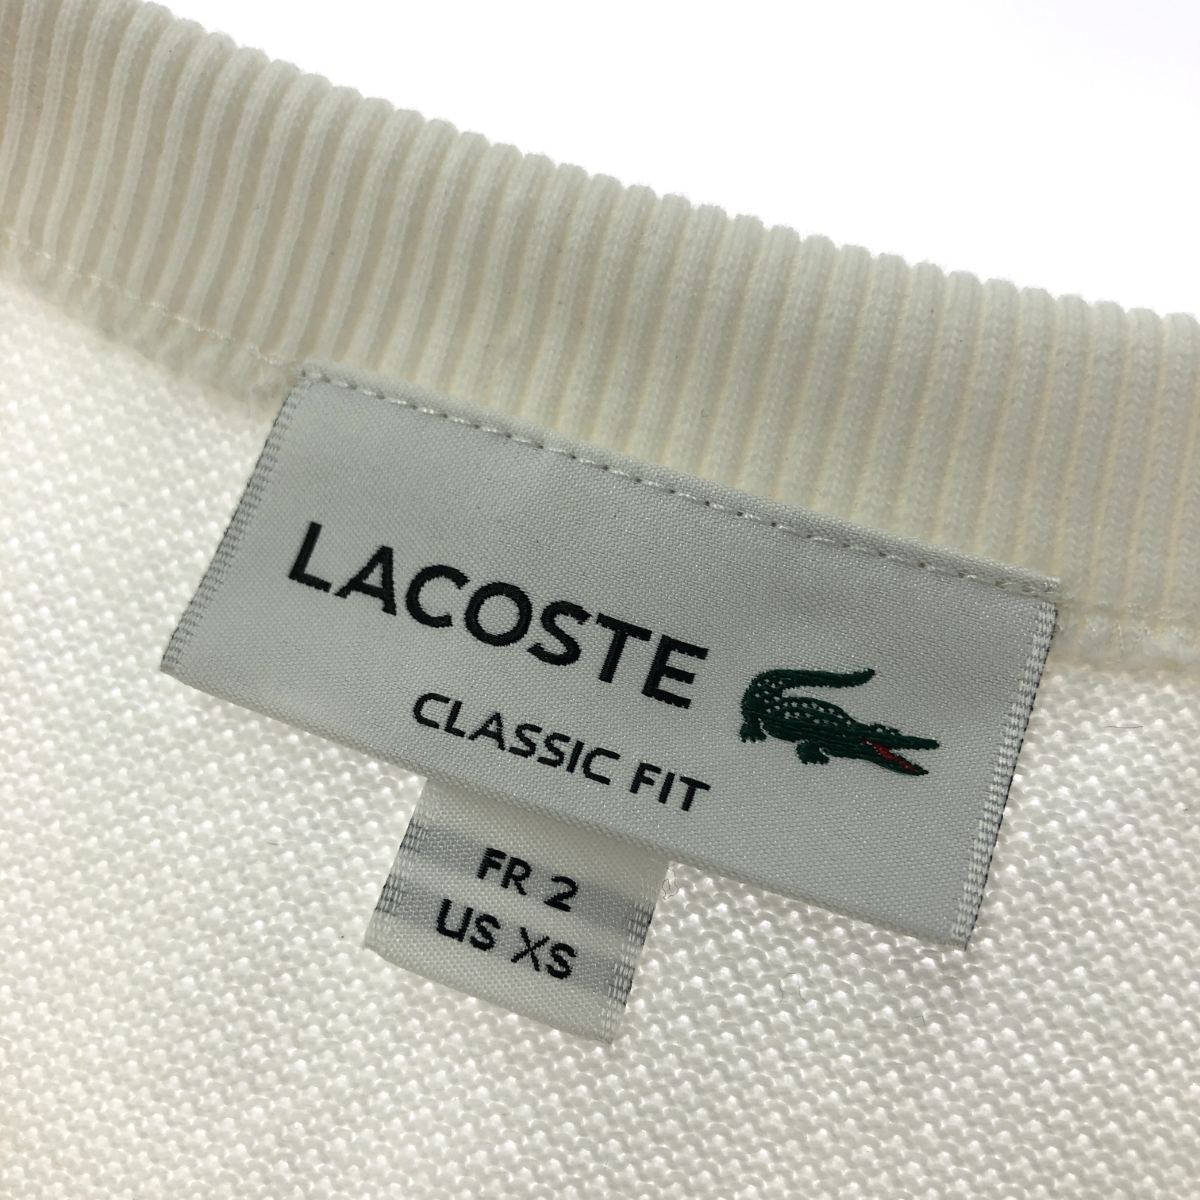 LACOSTE
CLASSIC FIT
FR 2
US XS